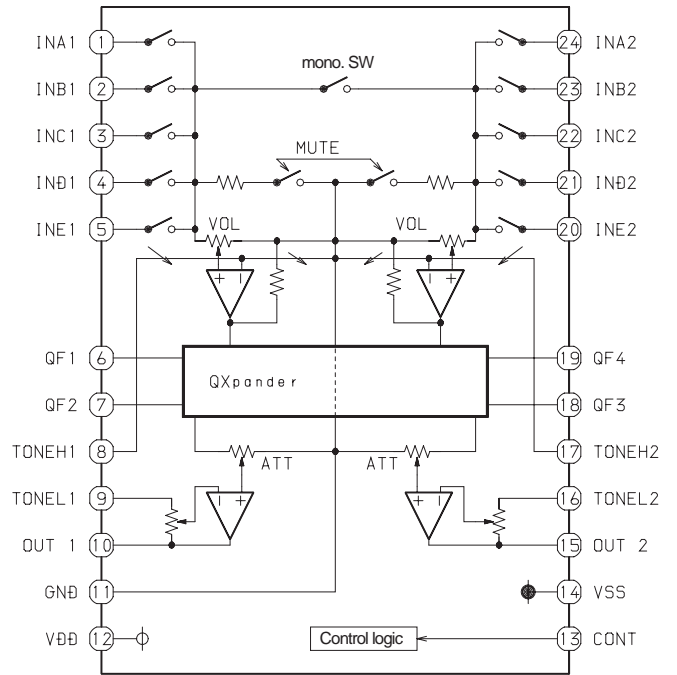 INA1 1 24 INA2
mono. SW
INB1 2 23 INB2
INC1 3 22 INC2
MUTE
IND1 4 21 IND2
INE1 5 VOL VOL 20 INE2
+ − − +
QF1 6 19 QF4
QXpander
QF2 7 18 QF3
TONEH1 8 17 TONEH2
ATT ATT
TONEL1 9 16 TONEL2
− + + −
OUT 1 10 15 OUT 2
GND 11 14 VSS
VDD 12 Control logic 13 CONT